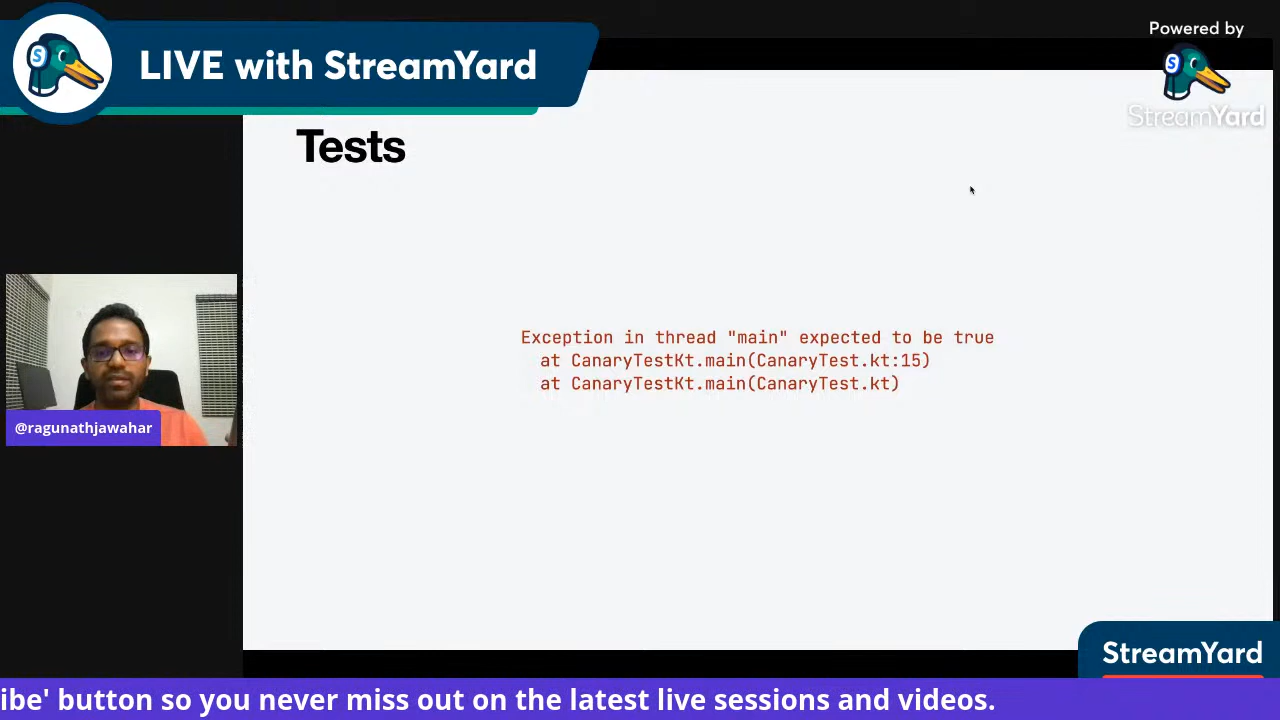 LIVE with StreamYard
Powered by
StreamYard
Tests
Exception in thread "main" expected to be true
at CanaryTestKt.main(CanaryTest.kt:15)
at CanaryTestKt.main(CanaryTest.kt)
@ragunathjawahar
StreamYard
ibe' button so you never miss out on the latest live sessions and videos.